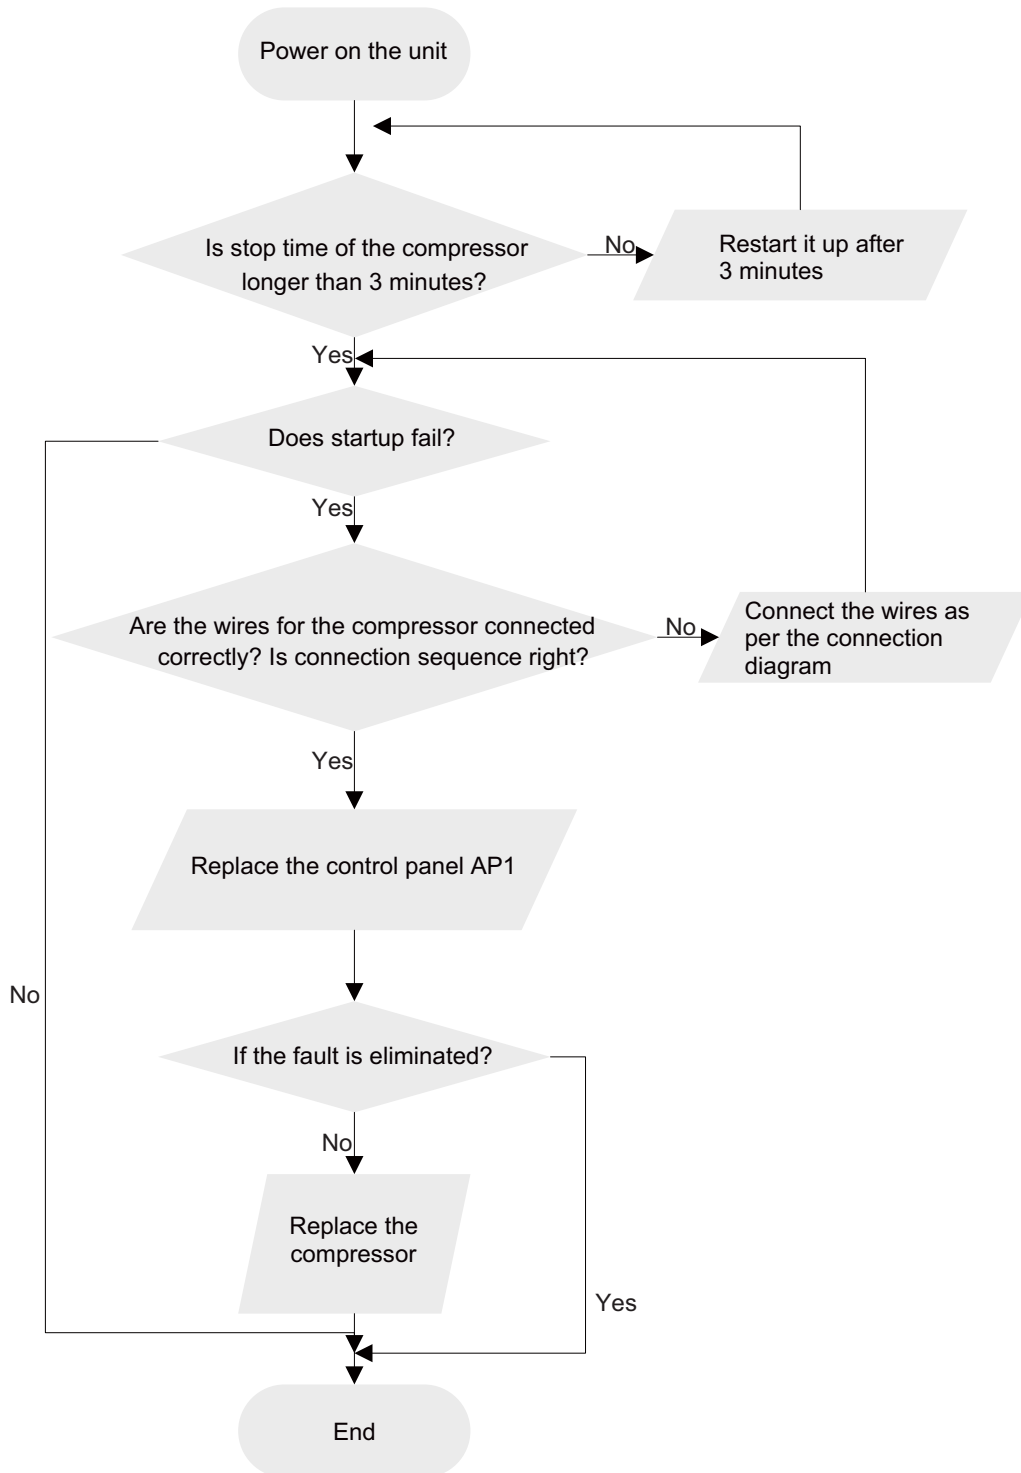 Power on the unit
Is stop time of the compressor
longer than 3 minutes?
No
Restart it up after
3 minutes
Yes
Does startup fail?
Yes
Are the wires for the compressor connected
correctly? Is connection sequence right?
No
Connect the wires as
per the connection
diagram
Yes
Replace the control panel AP1
No
If the fault is eliminated?
No
Replace the
compressor
Yes
End